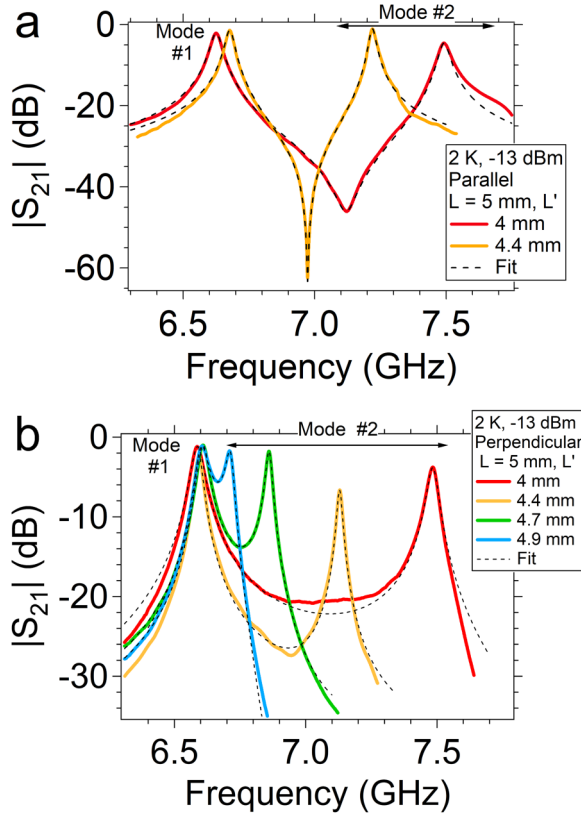 a
Mode
#1
Mode #2
0
-20
-40
-60
|S21| (dB)
2 K, -13 dBm
Parallel
L = 5 mm, L'
4 mm
4.4 mm
Fit
6.5
7.0
7.5
Frequency (GHz)
b
Mode
#1
Mode #2
0
-10
-20
-30
|S21| (dB)
2 K, -13 dBm
Perpendicular
L = 5 mm, L'
4 mm
4.4 mm
4.7 mm
4.9 mm
Fit
6.5
7.0
7.5
Frequency (GHz)